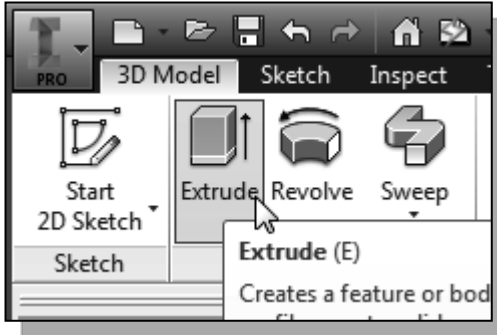 PRO
3D Model Sketch Inspect
Start
2D Sketch
Extrude Revolve Sweep
Sketch
Extrude (E)
Creates a feature or bod